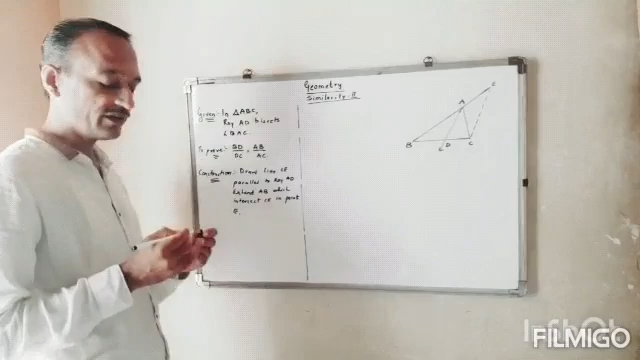 Geometry
Similarity
Given:- In △ABC,
Ray AD bisects
∠BAC.
To prove:- BD/DC = AB/AC
Construction:- Draw line CE
parallel to Ray AD
Extend AB which
intersect CE in point
E.
E
A
B
D
C
FILMIGO